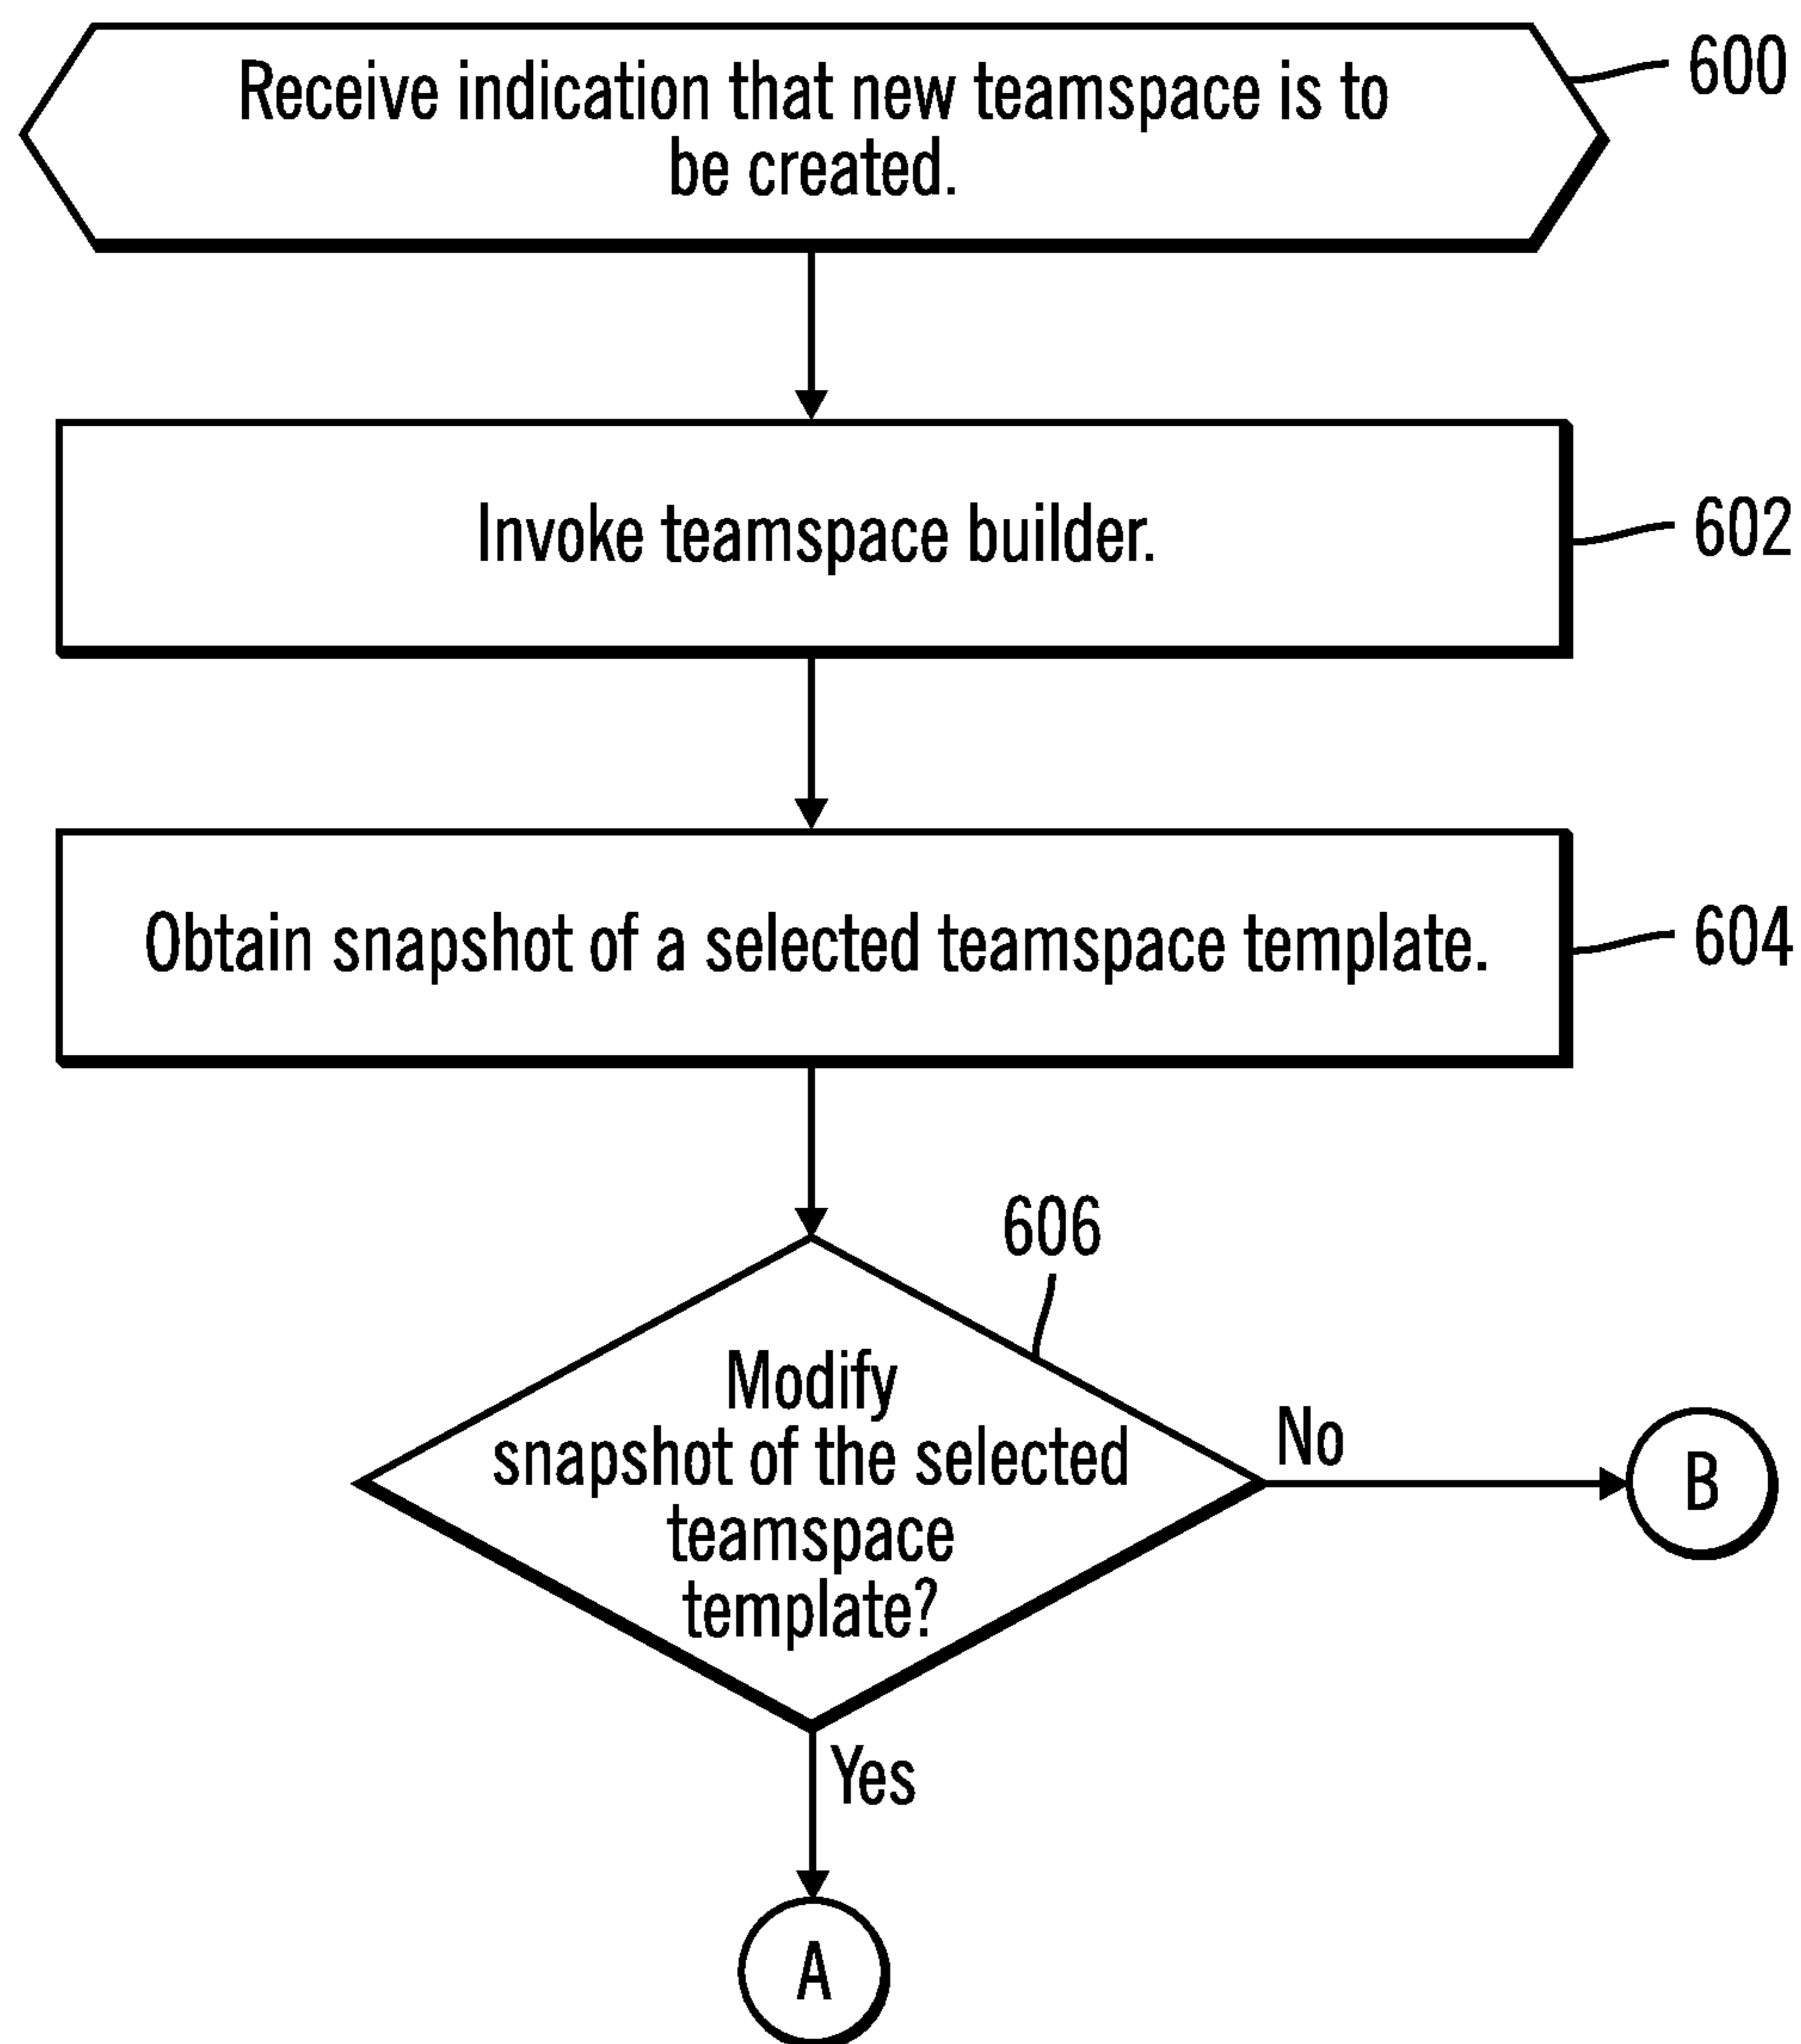 Receive indication that new teamspace is to
be created.
600
Invoke teamspace builder.
602
Obtain snapshot of a selected teamspace template.
604
606
Modify
snapshot of the selected
teamspace
template?
No
B
Yes
A